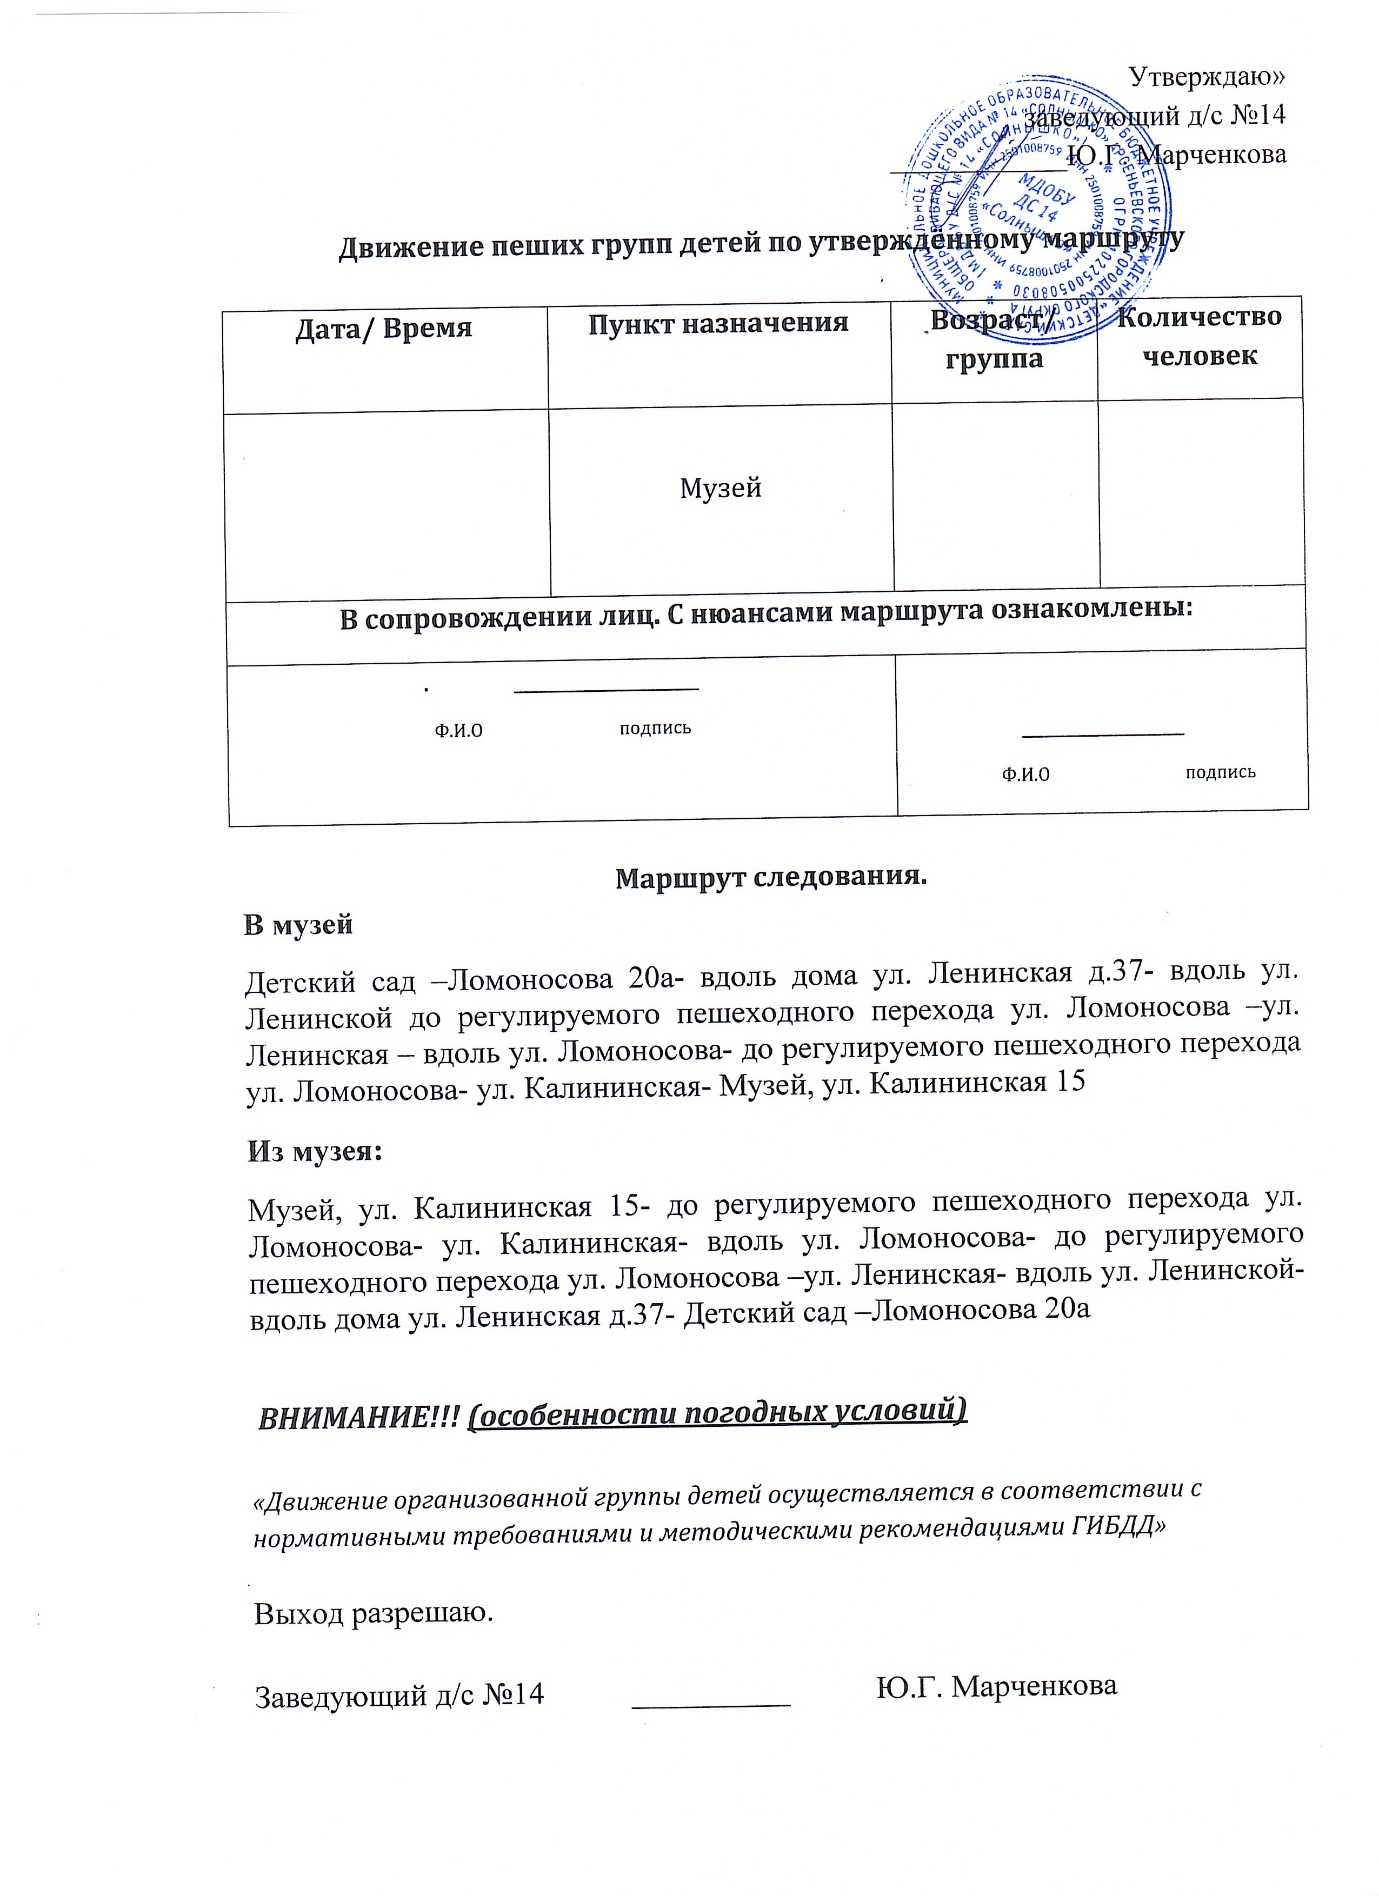 Утверждаю»
заведующий д/с №14
Ю.Г. Марченкова
МДОБУ
ДС 14
«Солнышко»
Движение пеших групп детей по утверждённому маршруту
Дата/ Время Пункт назначения Возраст/ Количество
группа человек
Музей
В сопровождении лиц. С нюансами маршрута ознакомлены:
Ф.И.О подпись
Ф.И.О подпись
Маршрут следования.
В музей
Детский сад –Ломоносова 20а- вдоль дома ул. Ленинская д.37- вдоль ул.
Ленинской до регулируемого пешеходного перехода ул. Ломоносова –ул.
Ленинская – вдоль ул. Ломоносова- до регулируемого пешеходного перехода
ул. Ломоносова- ул. Калининская- Музей, ул. Калининская 15
Из музея:
Музей, ул. Калининская 15- до регулируемого пешеходного перехода ул.
Ломоносова- ул. Калининская- вдоль ул. Ломоносова- до регулируемого
пешеходного перехода ул. Ломоносова –ул. Ленинская- вдоль ул. Ленинской-
вдоль дома ул. Ленинская д.37- Детский сад –Ломоносова 20а
ВНИМАНИЕ!!! (особенности погодных условий)
«Движение организованной группы детей осуществляется в соответствии с
нормативными требованиями и методическими рекомендациями ГИБДД»
Выход разрешаю.
Заведующий д/с №14 __________ Ю.Г. Марченкова